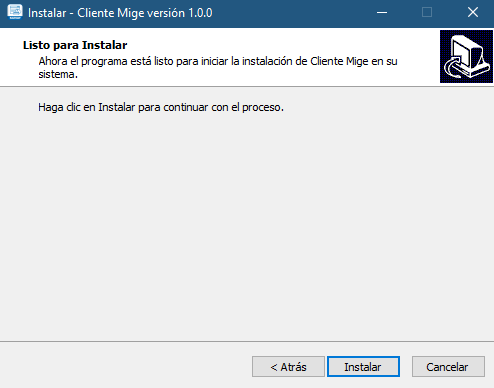 Instalar - Cliente Mige versión 1.0.0
Listo para Instalar
Ahora el programa está listo para iniciar la instalación de Cliente Mige en su
sistema.
Haga clic en Instalar para continuar con el proceso.
< Atrás Instalar Cancelar